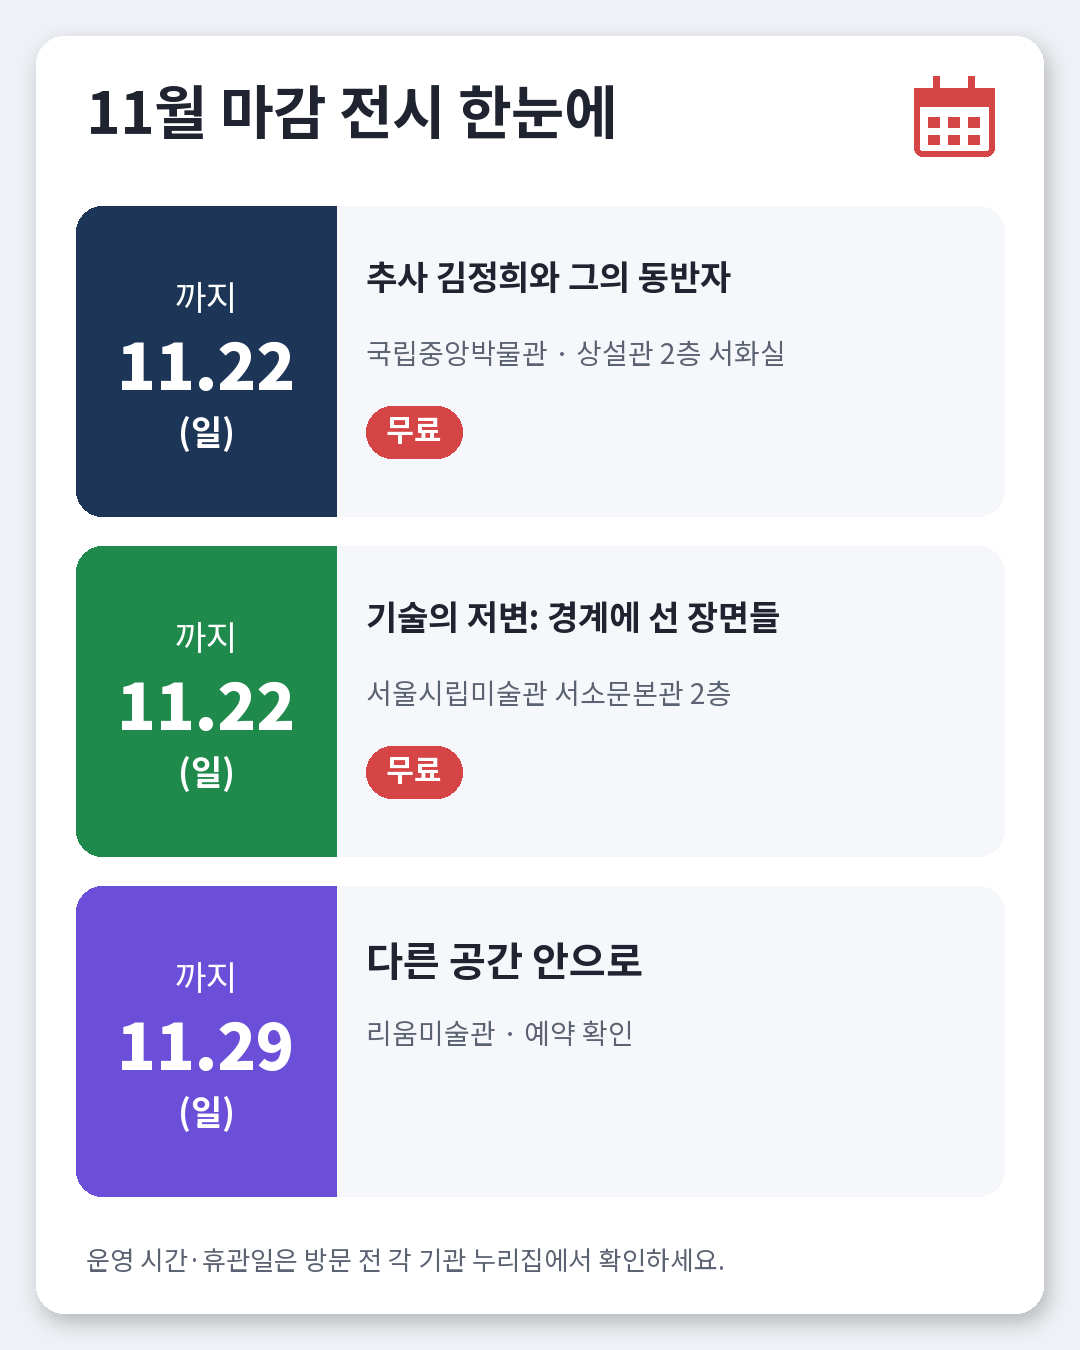 11월 마감 전시 한눈에
까지
11.22
(일)
추사 김정희와 그의 동반자
국립중앙박물관 · 상설관 2층 서화실
무료
까지
11.22
(일)
기술의 저변: 경계에 선 장면들
서울시립미술관 서소문본관 2층
무료
까지
11.29
(일)
다른 공간 안으로
리움미술관 · 예약 확인
운영 시간·휴관일은 방문 전 각 기관 누리집에서 확인하세요.